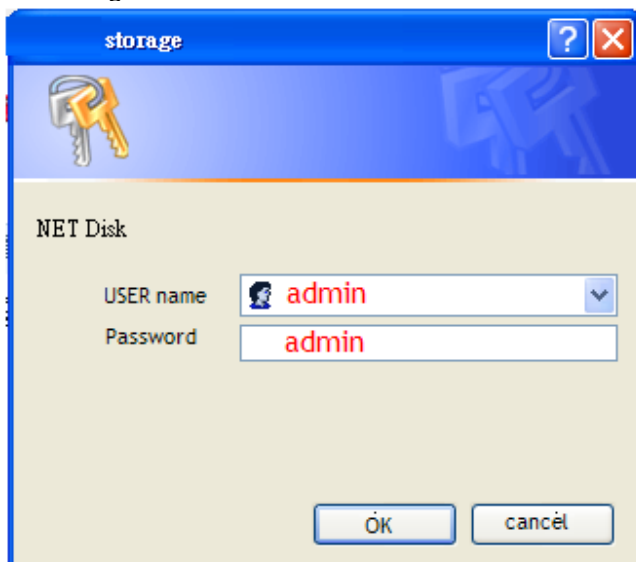 storage
NET Disk
USER name admin
Password admin
OK cancel